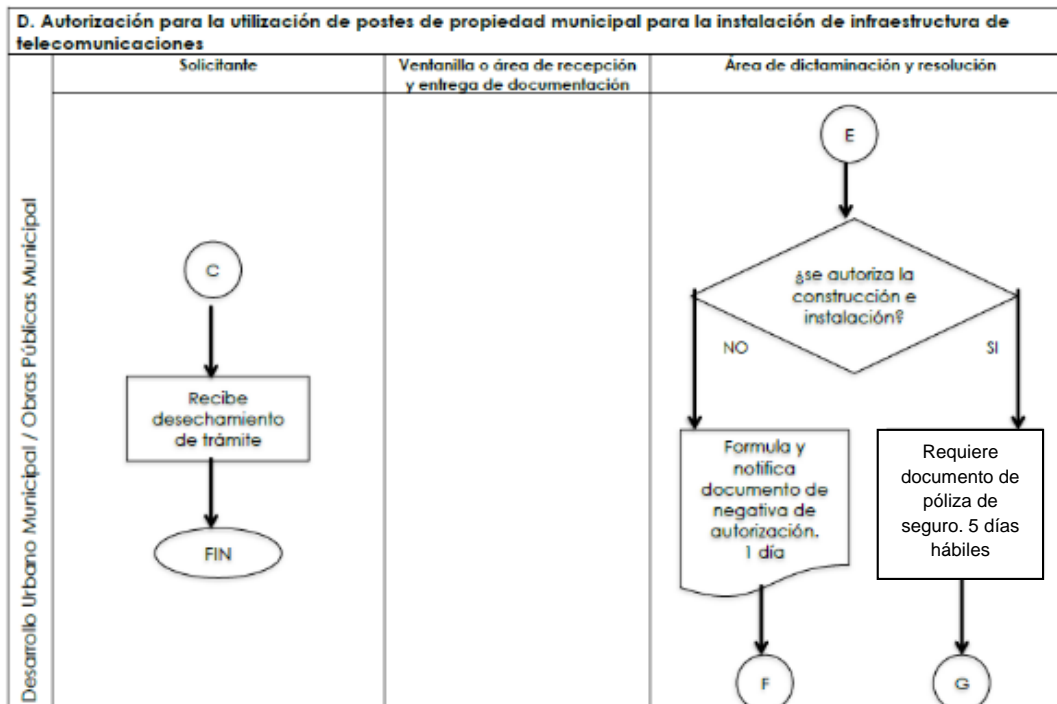 D. Autorización para la utilización de postes de propiedad municipal para la instalación de infraestructura de
telecomunicaciones
Solicitante
Ventanilla o área de recepción
y entrega de documentación
Área de dictaminación y resolución
Desarrollo Urbano Municipal / Obras Públicas Municipal
C
Recibe
desechamiento
de trámite
FIN
E
¿se autoriza la
construcción e
instalación?
NO
SI
Formula y
notifica
documento de
negativa de
autorización.
1 día
Requiere
documento de
póliza de
seguro. 5 días
hábiles
F
G